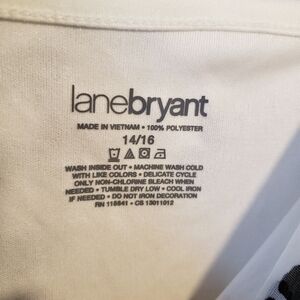 lanebryant
MADE IN VIETNAM • 100% POLYESTER
14/16
WASH INSIDE OUT • MACHINE WASH COLD
WITH LIKE COLORS • DELICATE CYCLE
ONLY NON-CHLORINE BLEACH WHEN
NEEDED • TUMBLE DRY LOW • COOL IRON
IF NEEDED • DO NOT IRON DECORATION
RN 115841 • CS 13011012